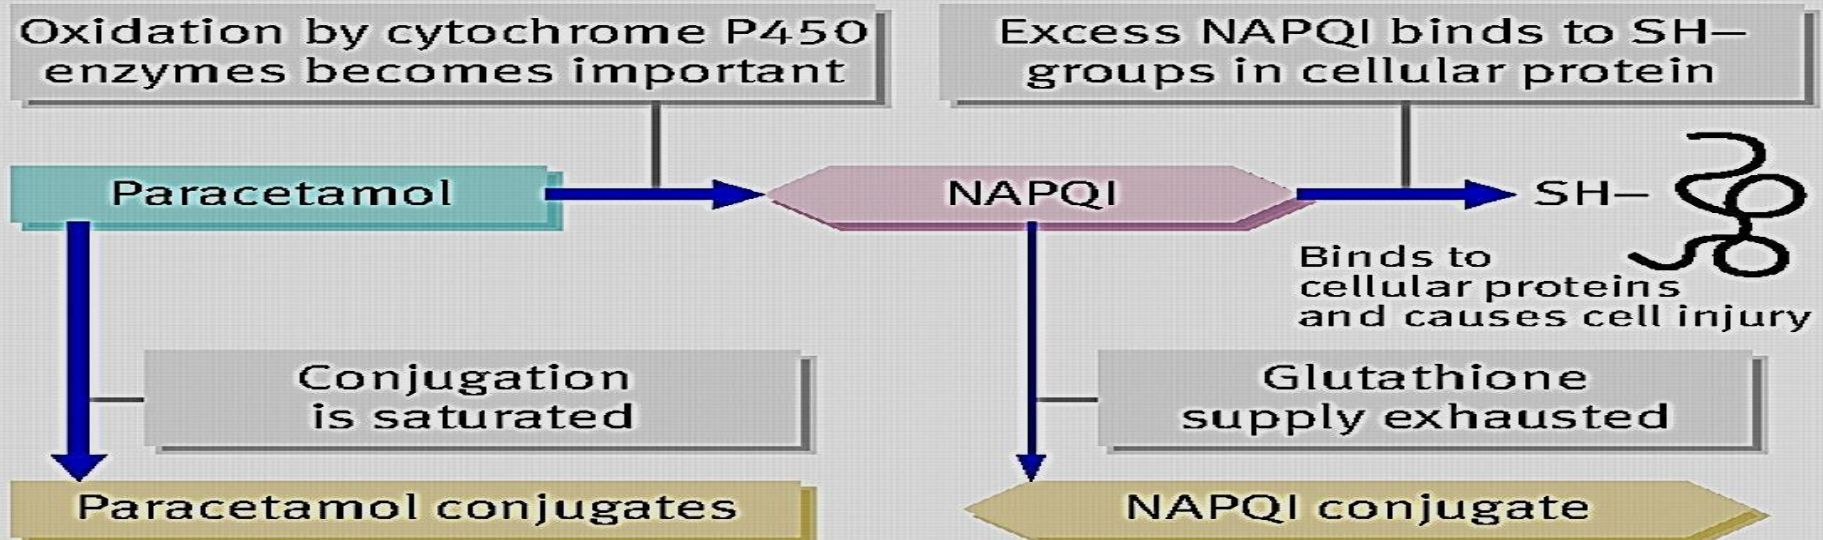 Oxidation by cytochrome P450
enzymes becomes important
Excess NAPQI binds to SH–
groups in cellular protein
Paracetamol
NAPQI
SH–
Binds to
cellular proteins
and causes cell injury
Conjugation
is saturated
Glutathione
supply exhausted
Paracetamol conjugates
NAPQI conjugate